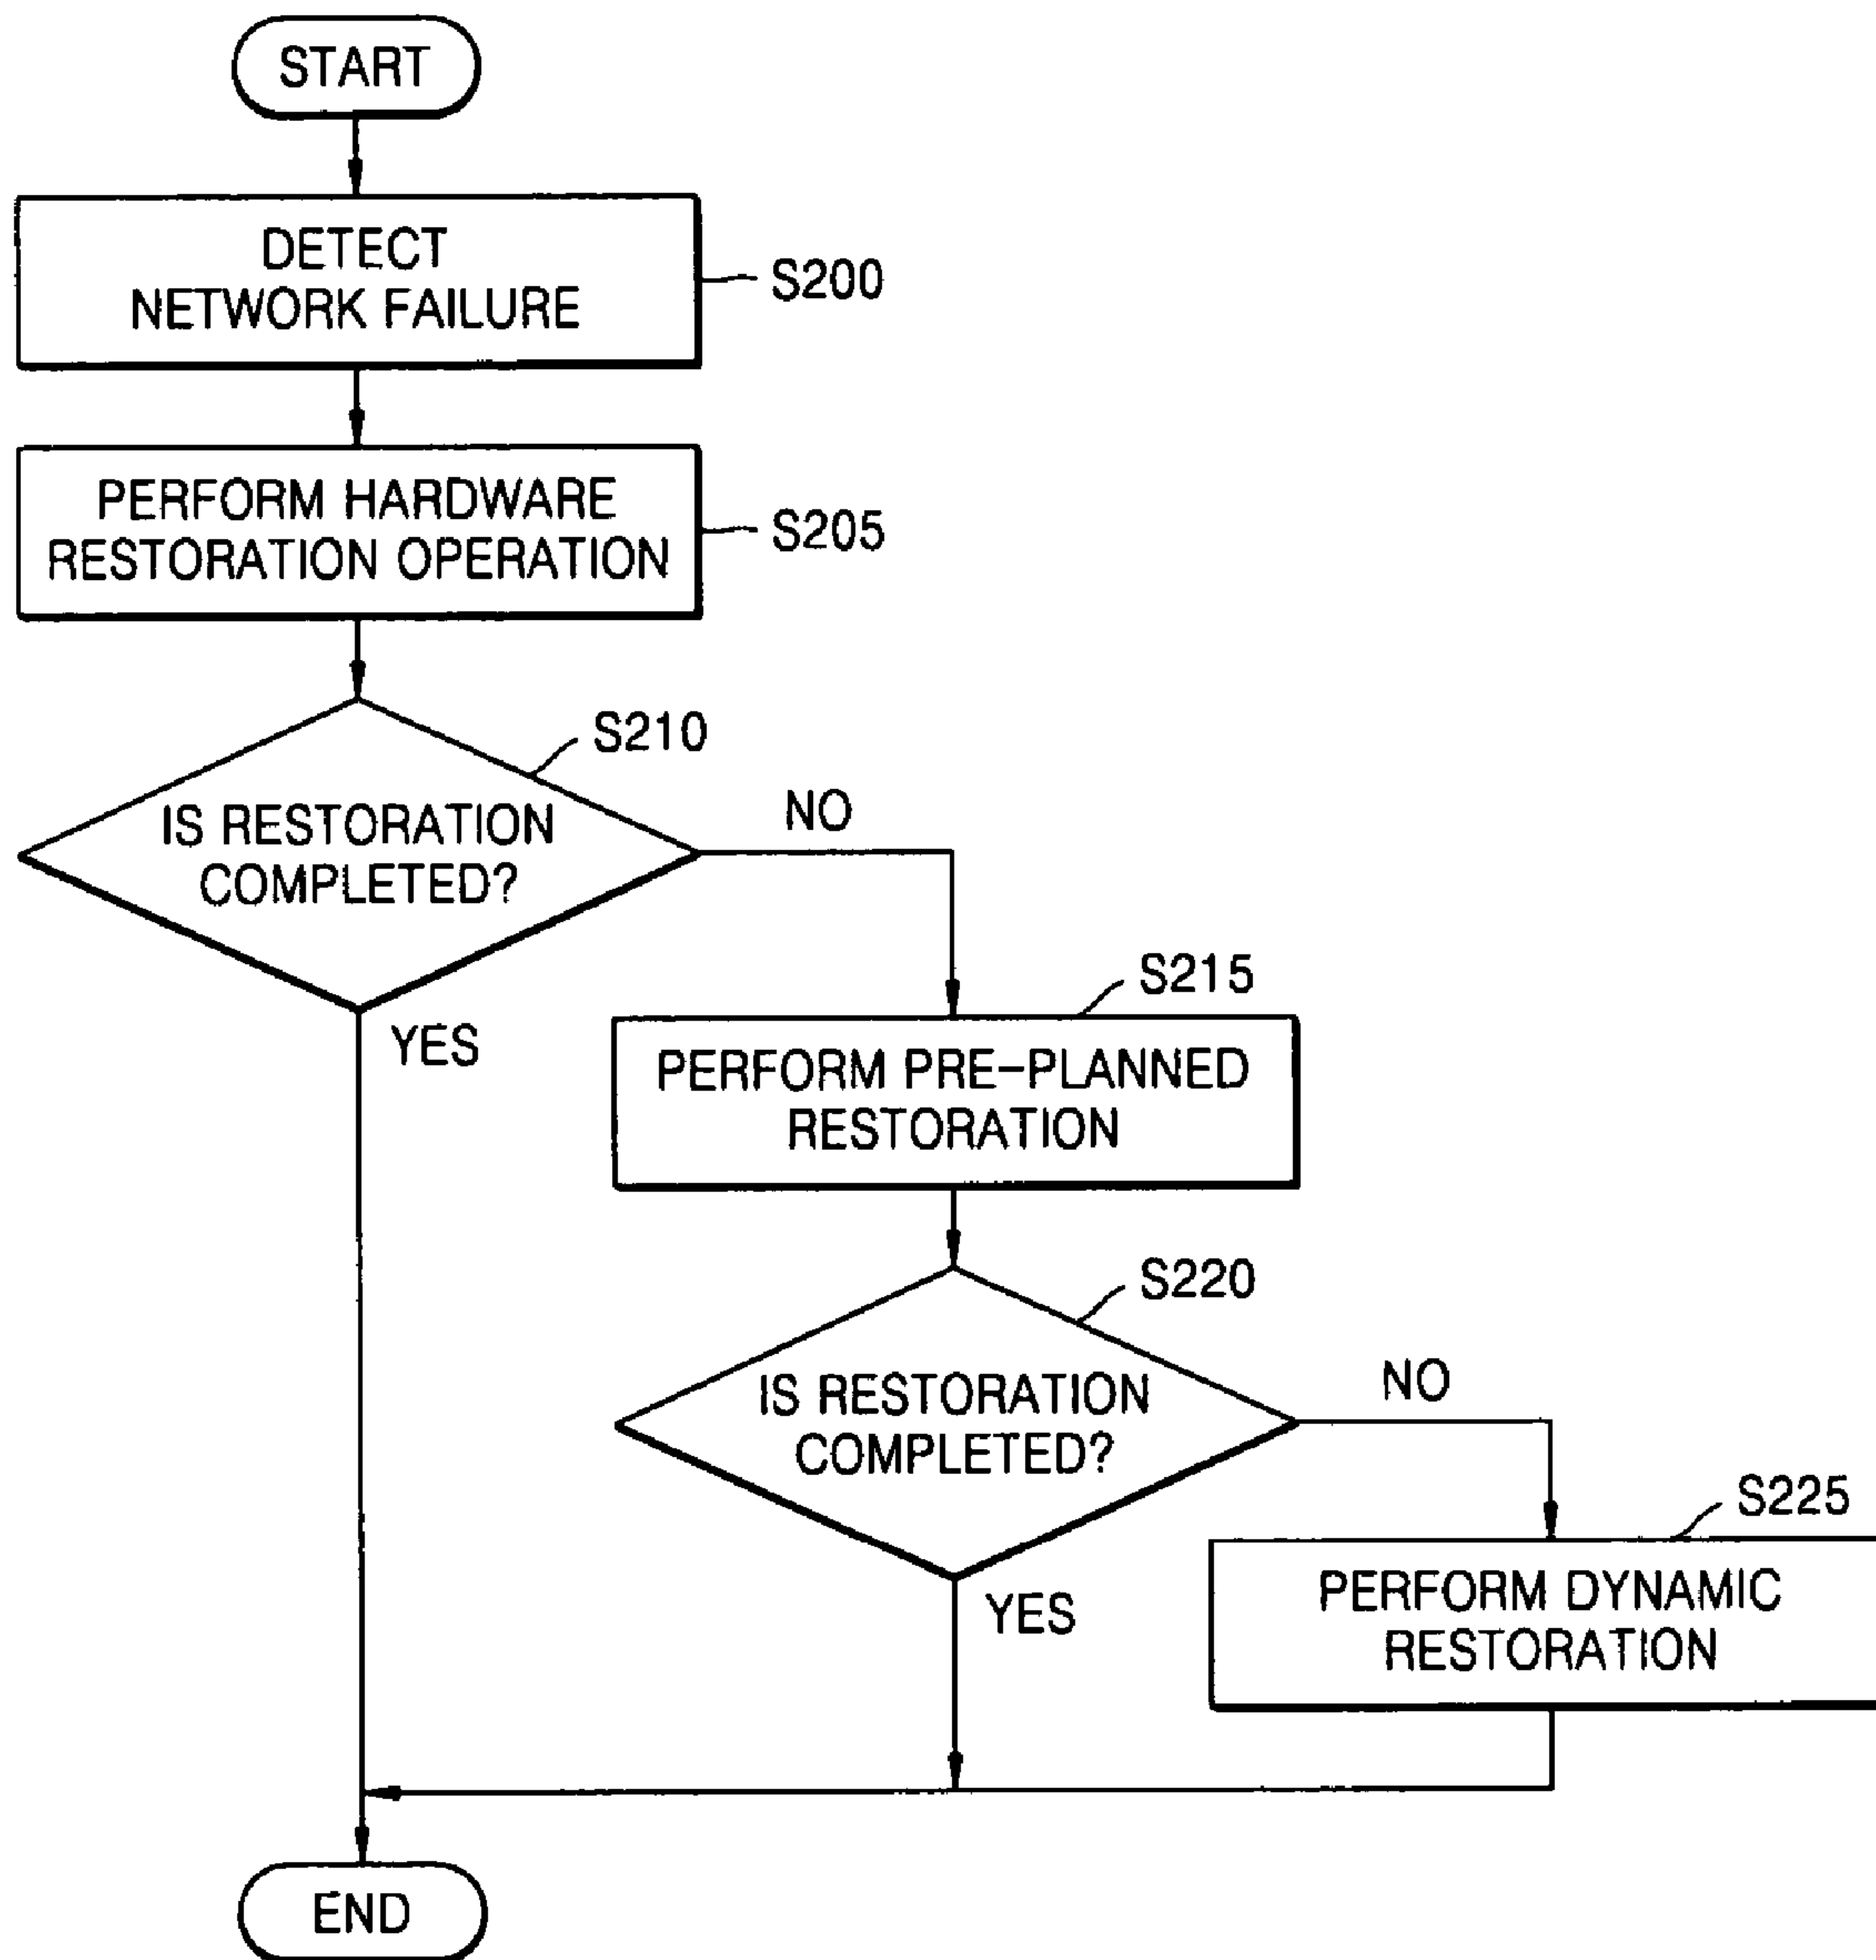 START
DETECT
NETWORK FAILURE
S200
PERFORM HARDWARE
RESTORATION OPERATION
S205
S210
IS RESTORATION
COMPLETED?
NO
YES
S215
PERFORM PRE-PLANNED
RESTORATION
S220
IS RESTORATION
COMPLETED?
NO
YES
S225
PERFORM DYNAMIC
RESTORATION
END